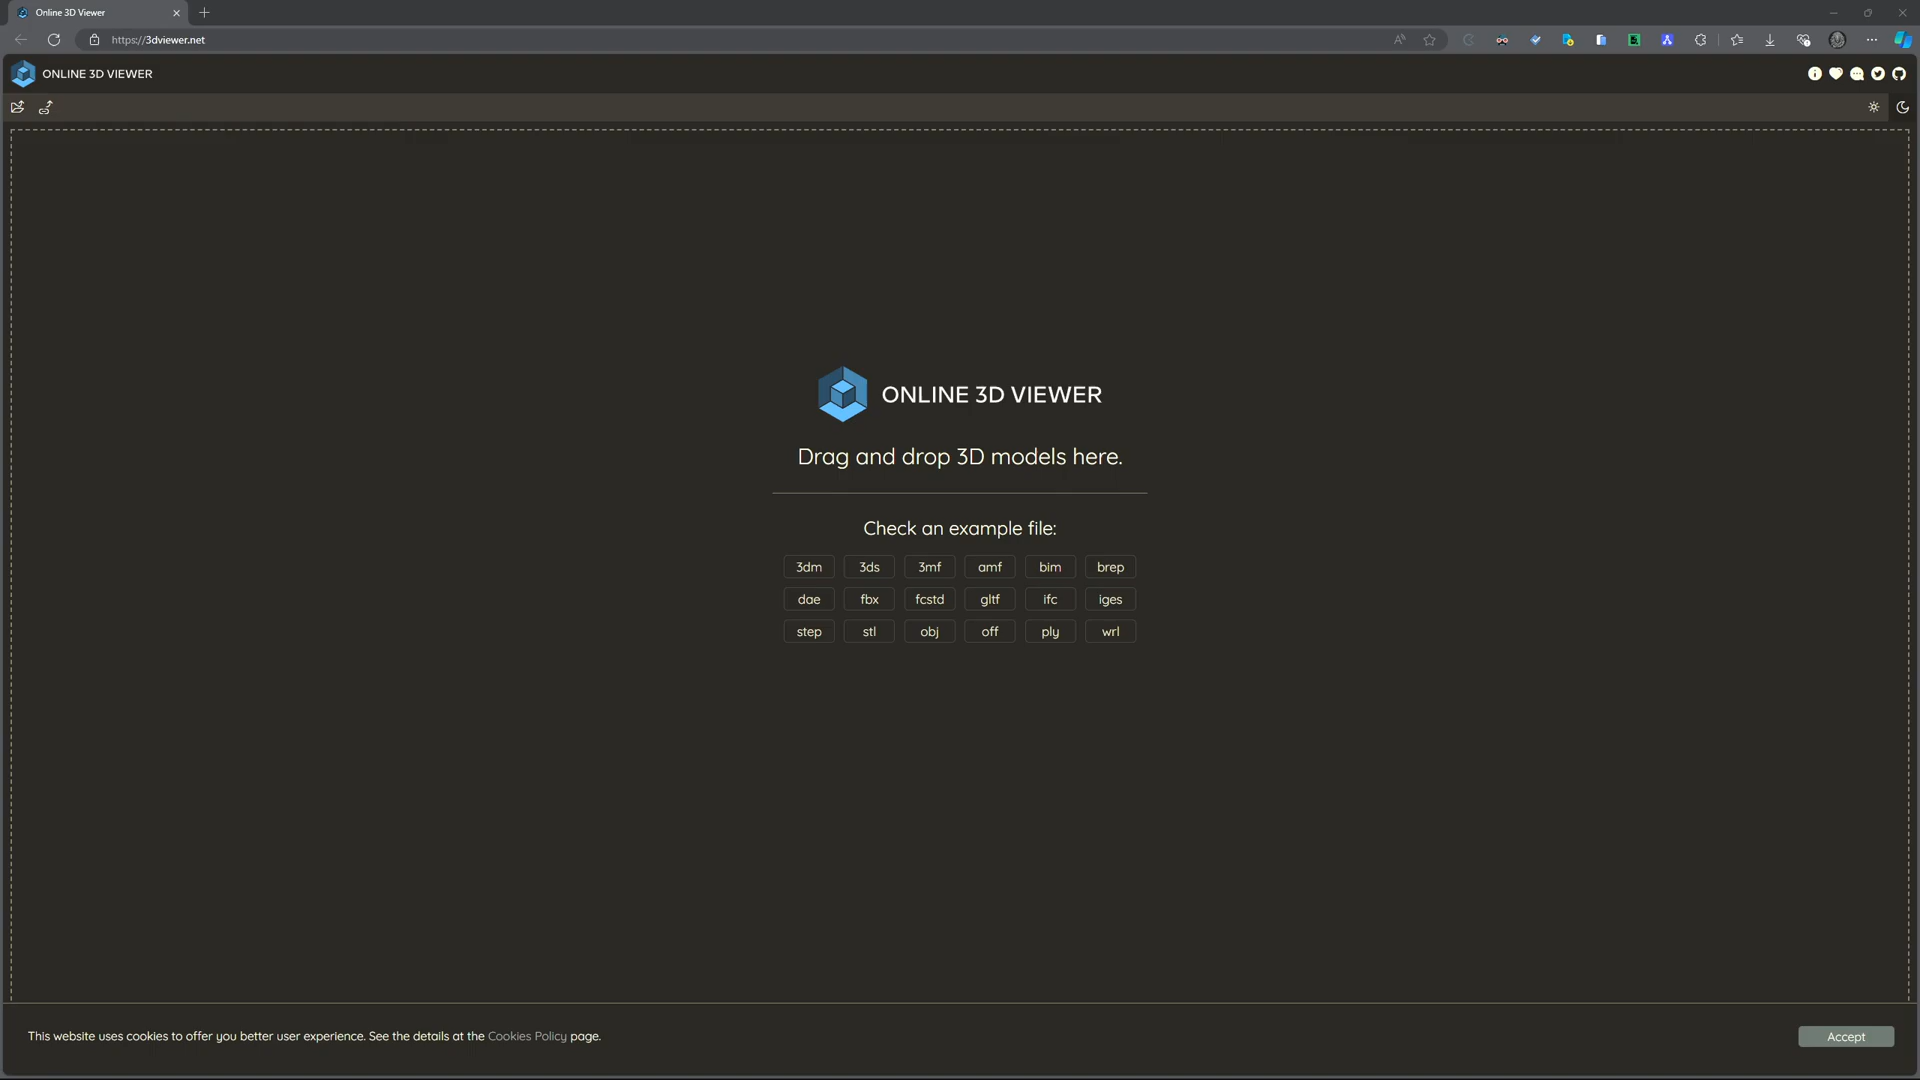 Online 3D Viewer
https://3dviewer.net
ONLINE 3D VIEWER
ONLINE 3D VIEWER
Drag and drop 3D models here.
Check an example file:
3dm 3ds 3mf amf bim brep
dae fbx fcstd gltf ifc iges
step stl obj off ply wrl
This website uses cookies to offer you better user experience. See the details at the Cookies Policy page.
Accept